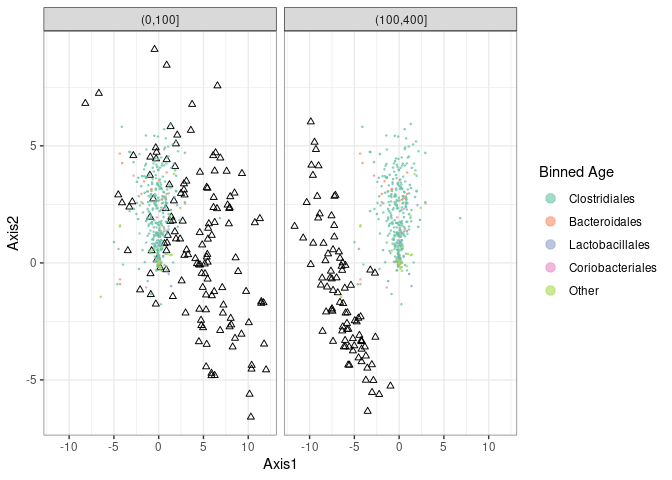 (0,100]
(100,400]
5
0
-5
Axis2
-10
-5
0
5
10
-10
-5
0
5
10
Axis1
Binned Age
Clostridiales
Bacteroidales
Lactobacillales
Coriobacteriales
Other